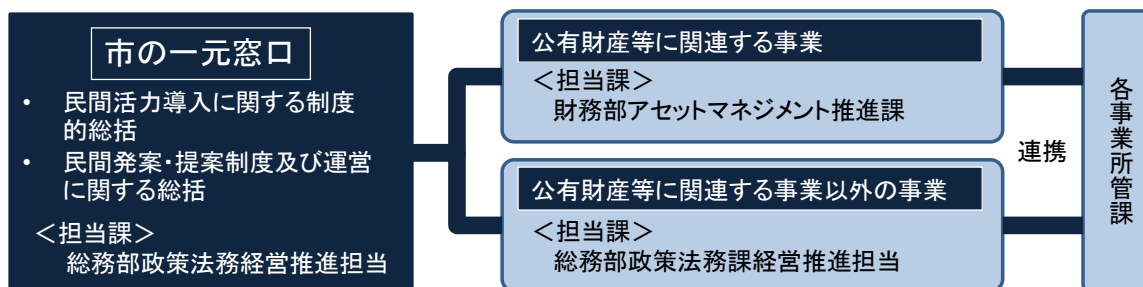 市の一元窓口
• 民間活力導入に関する制度
的総括
• 民間発案・提案制度及び運営
に関する総括
＜担当課＞
総務部政策法務経営推進担当
公有財産等に関連する事業
＜担当課＞
財務部アセットマネジメント推進課
公有財産等に関連する事業以外の事業
＜担当課＞
総務部政策法務課経営推進担当
連携
各事業所管課